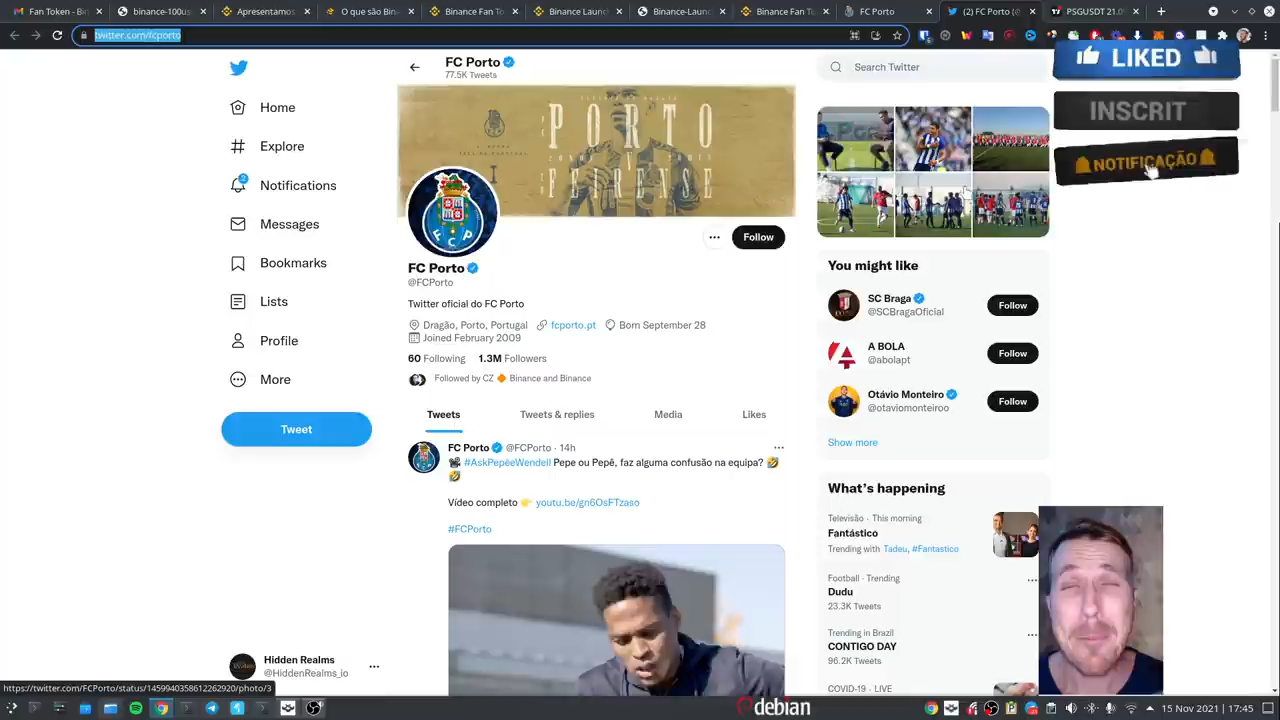 Fan Token - Bin
binance-100us
Apresentamos
O que são Bina
Binance Fan To
Binance Launc
Binance-Launc
Binance Fan To
FC Porto
(2) FC Porto (@
PSGUSDT 21.0
twitter.com/fcporto
FC Porto
77.5K Tweets
Search Twitter
LIKED
INSCRIT
NOTIFICAÇÃO
Home
Explore
2
Notifications
Messages
Bookmarks
Lists
Profile
More
Tweet
PORTO
FEIRENSE
Follow
FC Porto
@FCPorto
Twitter oficial do FC Porto
Dragão, Porto, Portugal fcporto.pt Born September 28
Joined February 2009
60 Following 1.3M Followers
Followed by CZ 🔶 Binance and Binance
Tweets Tweets & replies Media Likes
FC Porto @FCPorto · 14h
📽 #AskPepêeWendell Pepe ou Pepê, faz alguma confusão na equipa? 🤣
🤣
Vídeo completo 👉 youtu.be/gn6OsFTzaso
#FCPorto
You might like
SC Braga
@SCBragaOficial
Follow
A BOLA
@abolapt
Follow
Otávio Monteiro
@otaviomonteiroo
Follow
Show more
What's happening
Televisão · This morning
Fantástico
Trending with Tadeu, #Fantastico
Football · Trending
Dudu
23.3K Tweets
Trending in Brazil
CONTIGO DAY
96.2K Tweets
COVID-19 · LIVE
Hidden Realms
@HiddenRealms_io
https://twitter.com/FCPorto/status/1459940358612262920/photo/3
debian
15 Nov 2021 | 17:45